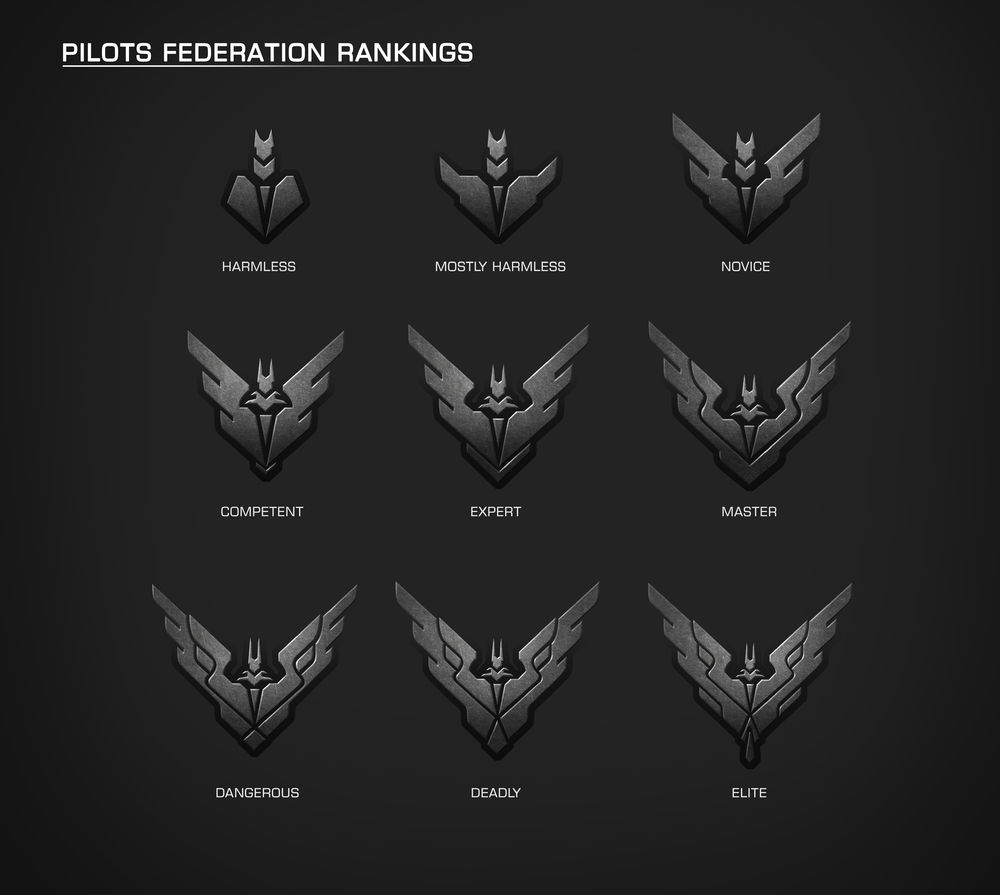 PILOTS FEDERATION RANKINGS
HARMLESS
MOSTLY HARMLESS
NOVICE
COMPETENT
EXPERT
MASTER
DANGEROUS
DEADLY
ELITE